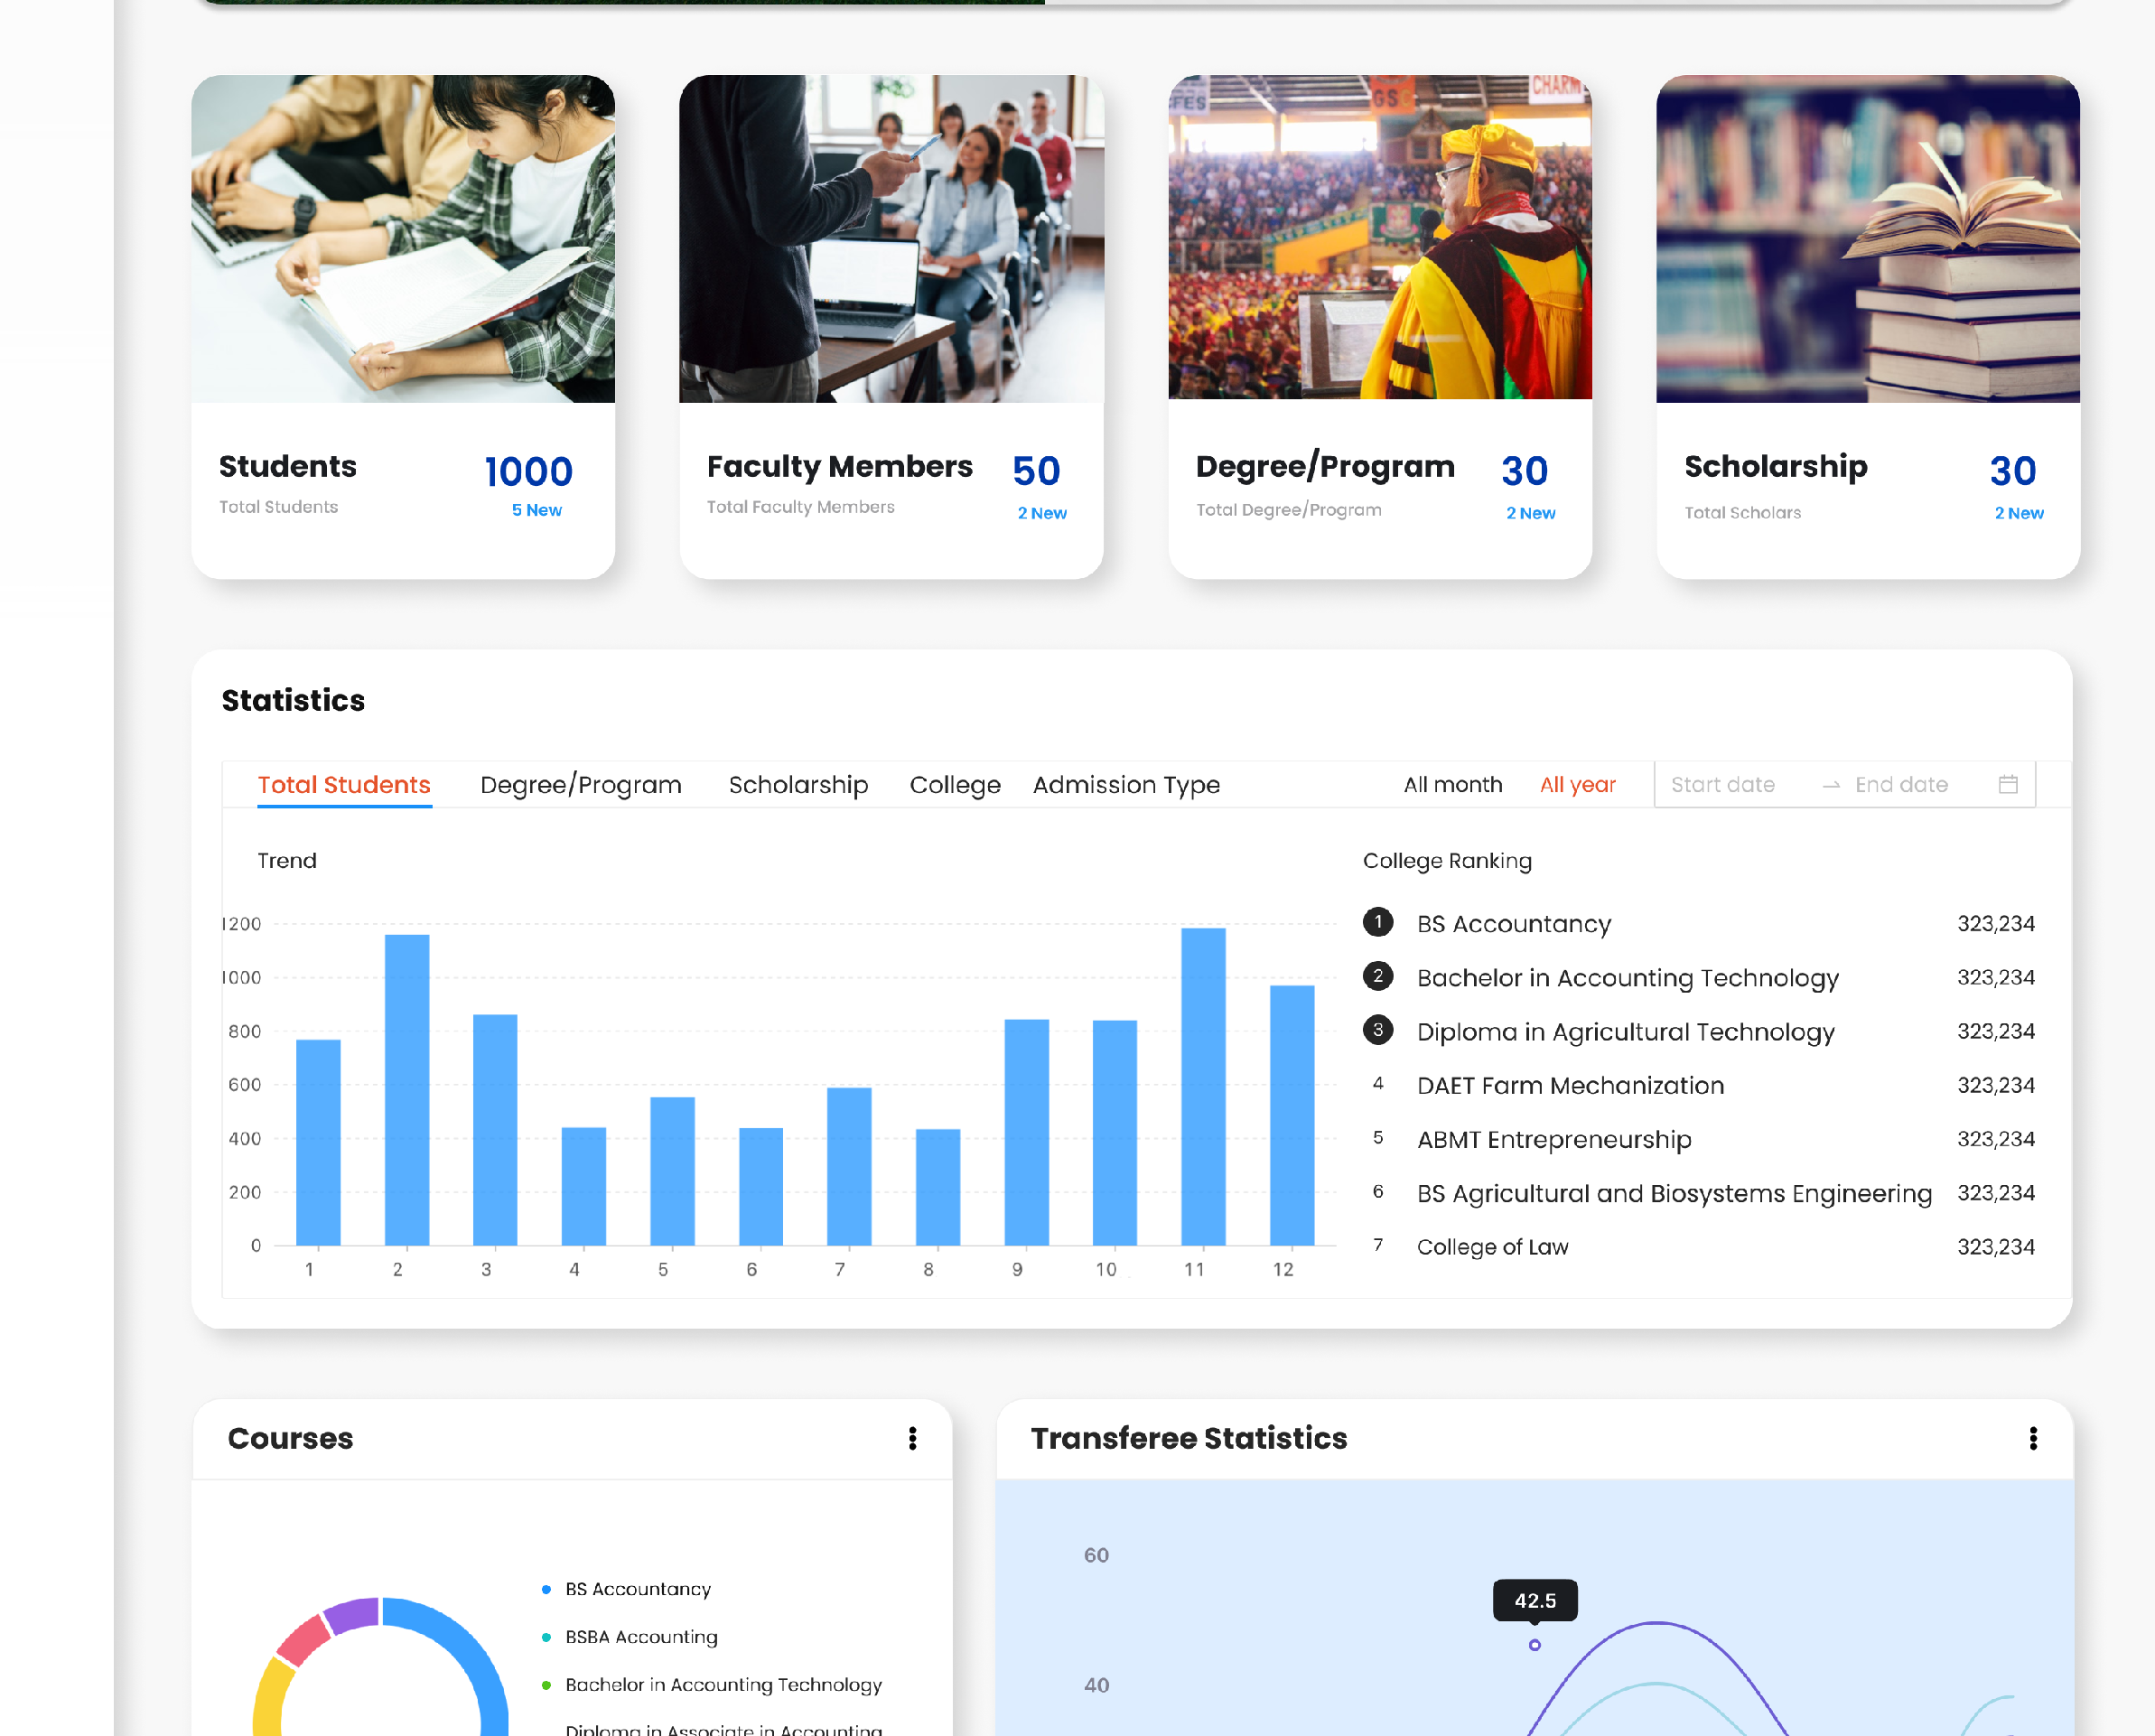 FES
GSC
CHARM
Students
1000
Total Students
5 New
Faculty Members
50
Total Faculty Members
2 New
Degree/Program
30
Total Degree/Program
2 New
Scholarship
30
Total Scholars
2 New
Statistics
Total Students Degree/Program Scholarship College Admission Type All month All year Start date → End date
Trend
1200
1000
800
600
400
200
0
1 2 3 4 5 6 7 8 9 10 11 12
College Ranking
1 BS Accountancy 323,234
2 Bachelor in Accounting Technology 323,234
3 Diploma in Agricultural Technology 323,234
4 DAET Farm Mechanization 323,234
5 ABMT Entrepreneurship 323,234
6 BS Agricultural and Biosystems Engineering 323,234
7 College of Law 323,234
Courses
BS Accountancy
BSBA Accounting
Bachelor in Accounting Technology
Diploma in Associate in Accounting
Transferee Statistics
60
42.5
40